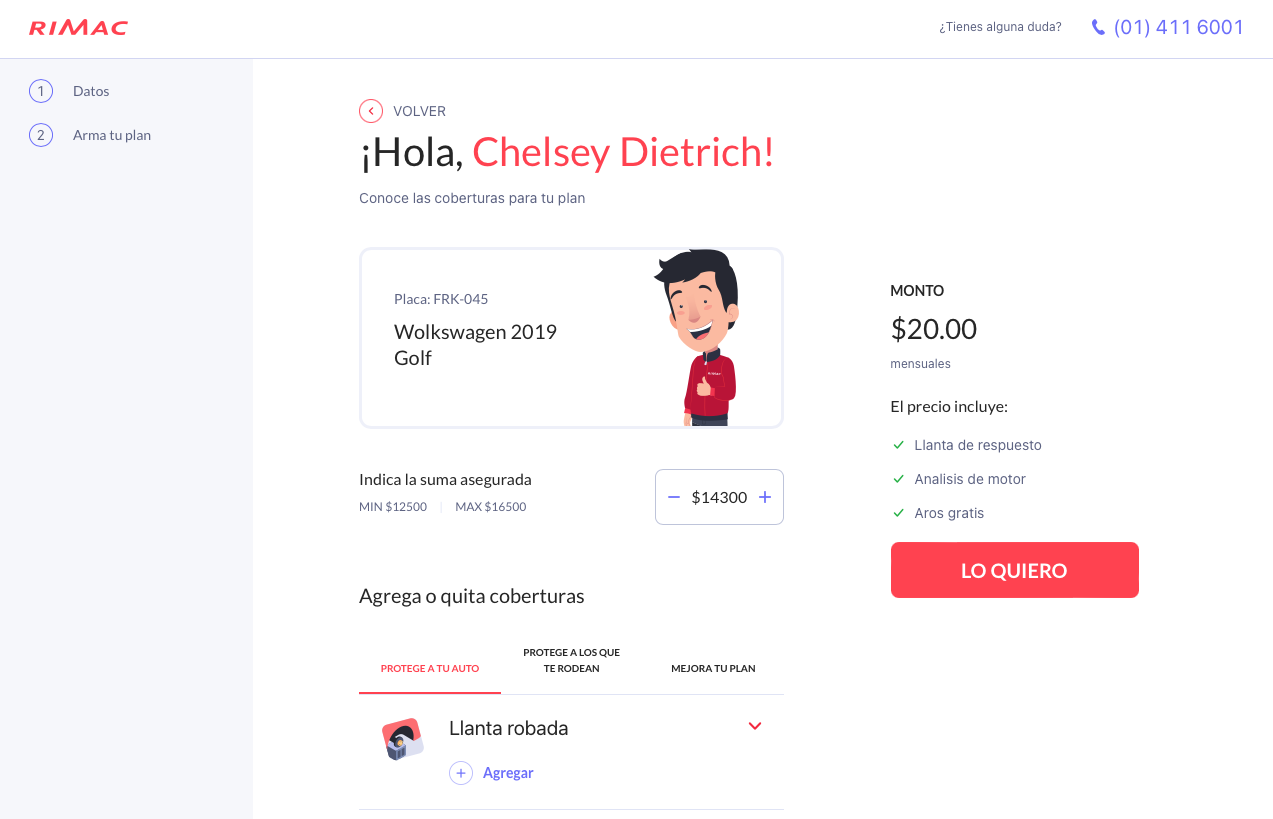 RIMAC
¿Tienes alguna duda?
(01) 411 6001
1 Datos
2 Arma tu plan
VOLVER
¡Hola, Chelsey Dietrich!
Conoce las coberturas para tu plan
Placa: FRK-045
Wolkswagen 2019
Golf
RIMAC
Indica la suma asegurada
MIN $12500 | MAX $16500
− $14300 +
Agrega o quita coberturas
PROTEGE A TU AUTO
PROTEGE A LOS QUE
TE RODEAN
MEJORA TU PLAN
Llanta robada
+ Agregar
MONTO
$20.00
mensuales
El precio incluye:
Llanta de respuesto
Analisis de motor
Aros gratis
LO QUIERO